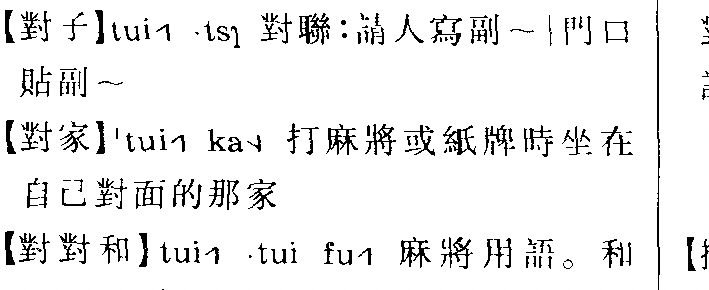 【對子】tui˧ ·tsʅ 對聯：請人寫副～|門口
貼副～
【對家】tui˧ ka˨ 打麻將或紙牌時坐在
自己對面的那家
【對對和】tui˧ ·tui fu˧ 麻將用語。和